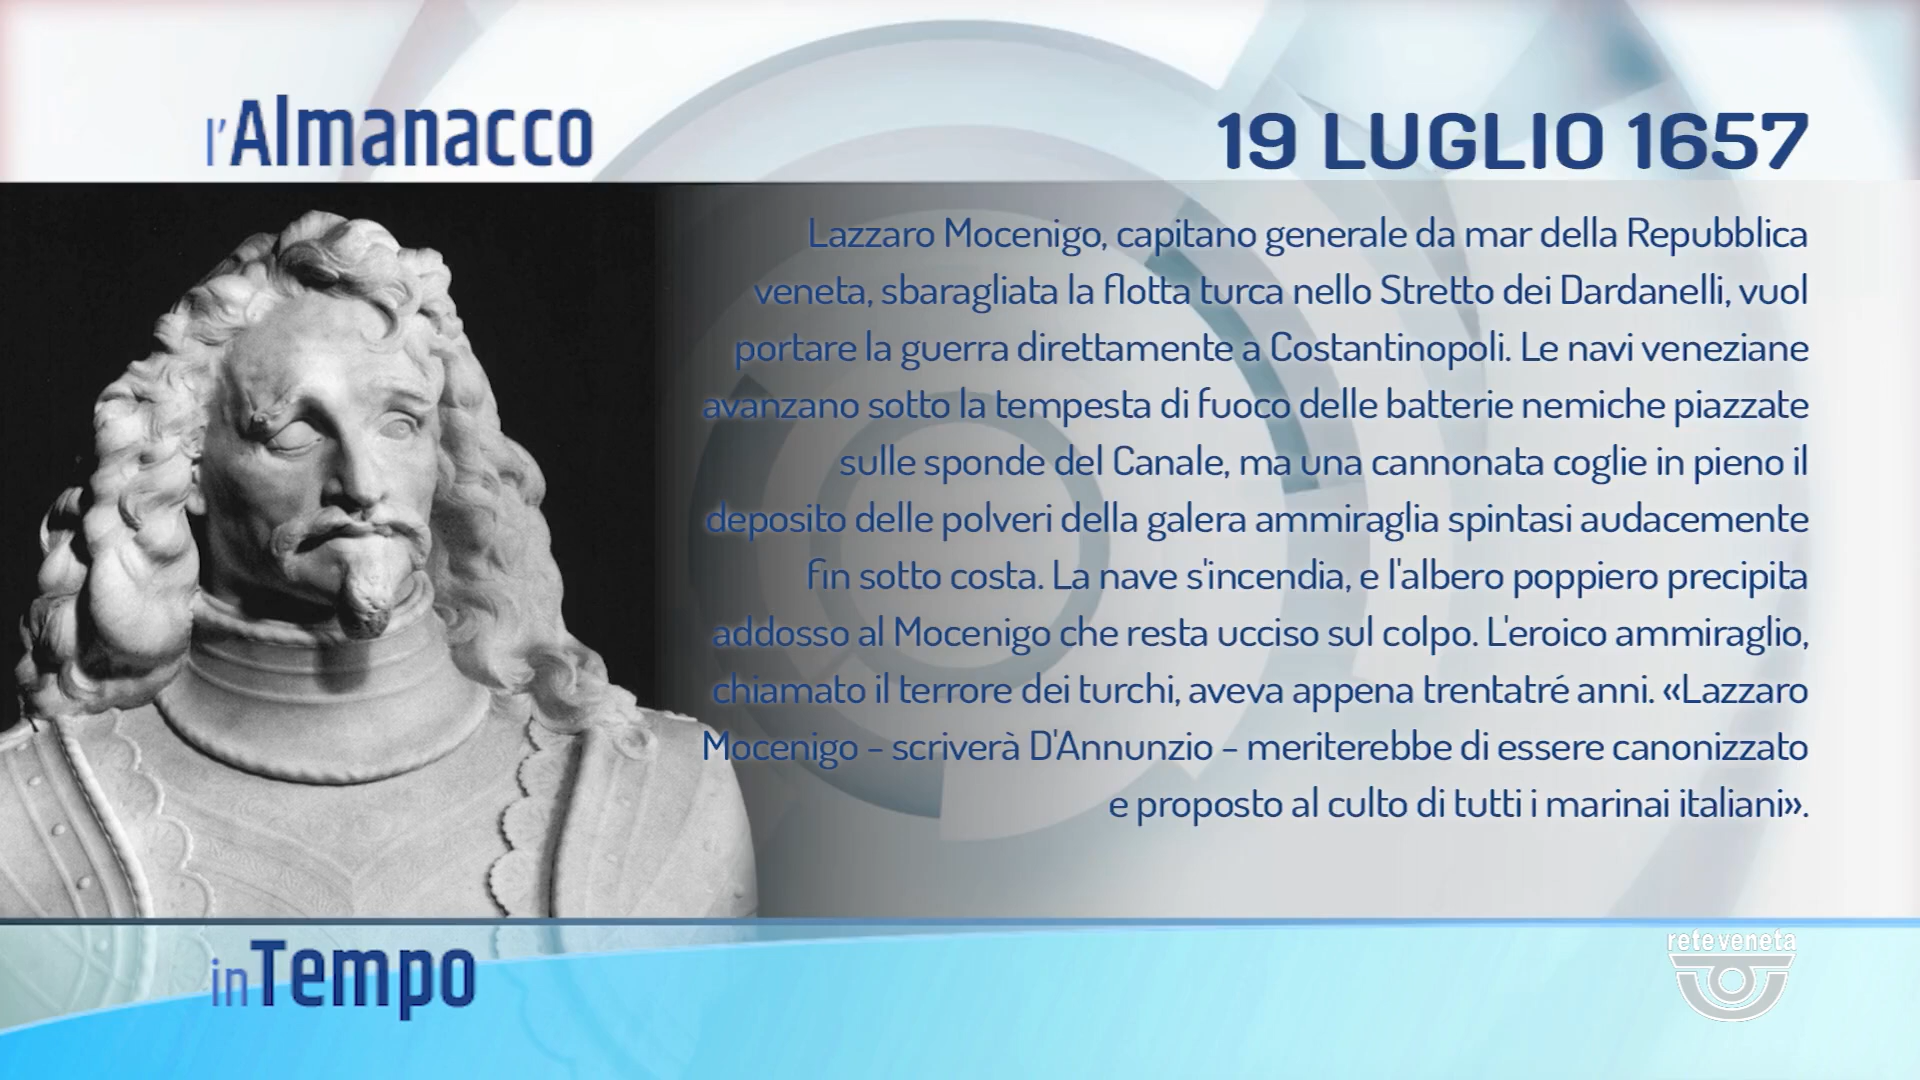 l'Almanacco
19 LUGLIO 1657
Lazzaro Mocenigo, capitano generale da mar della Repubblica
veneta, sbaragliata la flotta turca nello Stretto dei Dardanelli, vuol
portare la guerra direttamente a Costantinopoli. Le navi veneziane
avanzano sotto la tempesta di fuoco delle batterie nemiche piazzate
sulle sponde del Canale, ma una cannonata coglie in pieno il
deposito delle polveri della galera ammiraglia spintasi audacemente
fin sotto costa. La nave s'incendia, e l'albero poppiero precipita
addosso al Mocenigo che resta ucciso sul colpo. L'eroico ammiraglio,
chiamato il terrore dei turchi, aveva appena trentatré anni. «Lazzaro
Mocenigo – scriverà D'Annunzio – meriterebbe di essere canonizzato
e proposto al culto di tutti i marinai italiani».
inTempo
reteveneta